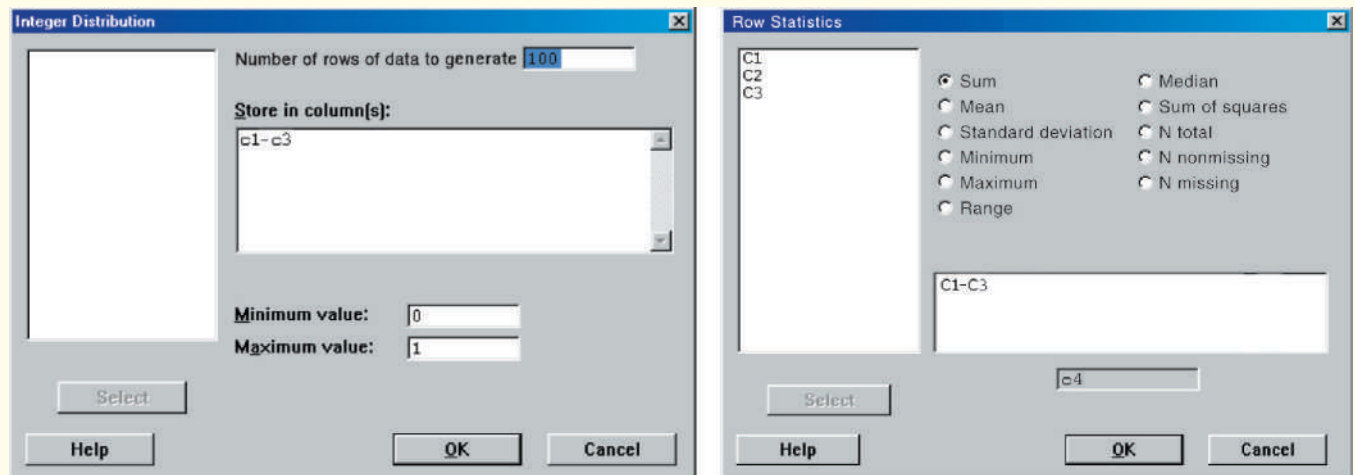 Integer Distribution
Number of rows of data to generate 100
Store in column(s):
c1-c3
Minimum value: 0
Maximum value: 1
Select
Help OK Cancel
Row Statistics
C1
C2
C3
Sum
Mean
Standard deviation
Minimum
Maximum
Range
Median
Sum of squares
N total
N nonmissing
N missing
C1-C3
c4
Select
Help OK Cancel